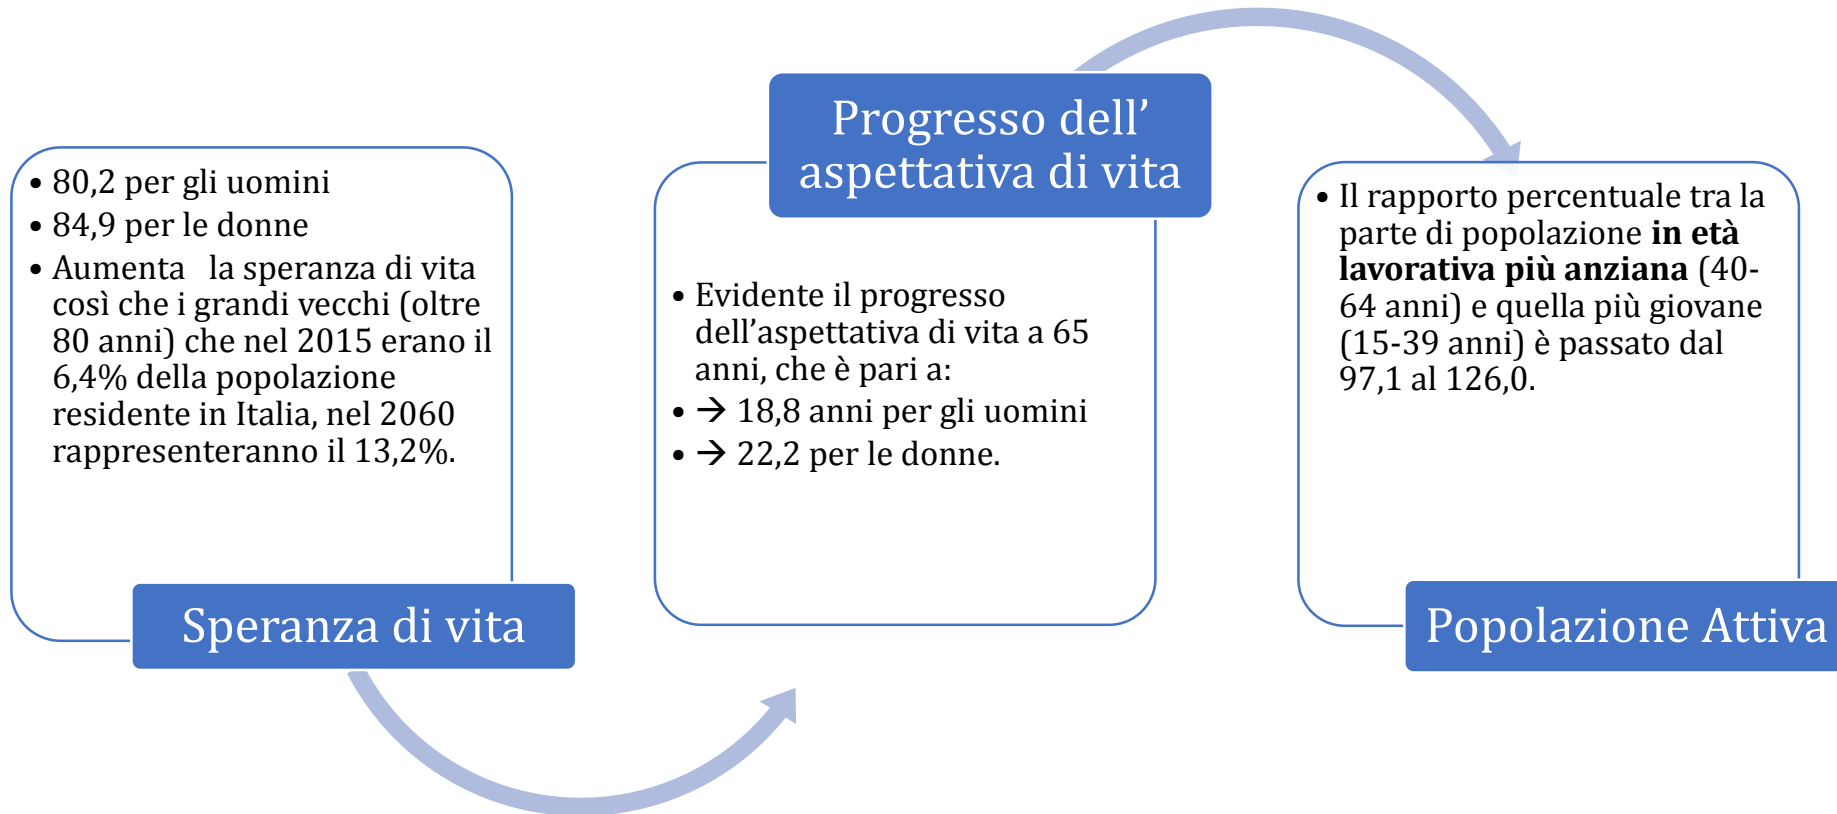 • 80,2 per gli uomini
• 84,9 per le donne
• Aumenta   la speranza di vita
così che i grandi vecchi (oltre
80 anni) che nel 2015 erano il
6,4% della popolazione
residente in Italia, nel 2060
rappresenteranno il 13,2%.
Speranza di vita
Progresso dell’
aspettativa di vita
• Evidente il progresso
dell’aspettativa di vita a 65
anni, che è pari a:
• → 18,8 anni per gli uomini
• → 22,2 per le donne.
• Il rapporto percentuale tra la
parte di popolazione in età
lavorativa più anziana (40-
64 anni) e quella più giovane
(15-39 anni) è passato dal
97,1 al 126,0.
Popolazione Attiva